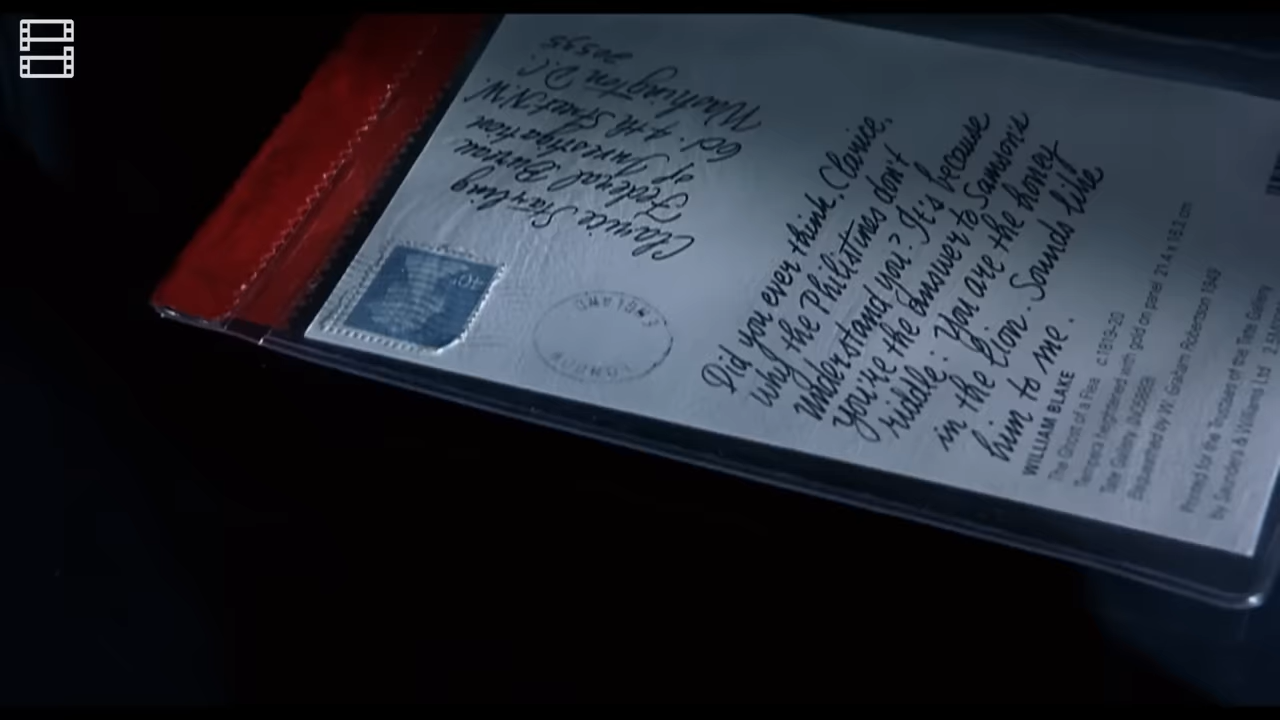 Did you ever think, Clarice,
why the Philistines don't
understand you? It's because
you're the answer to Samson's
riddle: You are the honey
in the lion. Sounds like
him to me.
WILLIAM BLAKE
The Ghost of a Flea c1819-20
Tempera heightened with gold on panel 21.4 x 16.2 cm
Tate Gallery (N05889)
Bequeathed by W. Graham Robertson 1949
Printed for the Trustees of the Tate Gallery
by Saunders & Williams Ltd
Clarice Starling
Federal Bureau
of Investigation
4th Street N.W.
Washington D.C.
20535